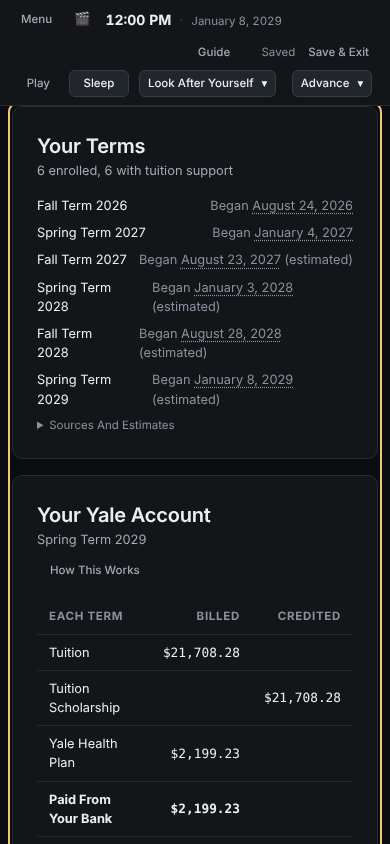 Menu 🎬 12:00 PM · January 8, 2029
Guide Saved Save & Exit
Play Sleep Look After Yourself ▾ Advance ▾
Your Terms
6 enrolled, 6 with tuition support
Fall Term 2026 Began August 24, 2026
Spring Term 2027 Began January 4, 2027
Fall Term 2027 Began August 23, 2027 (estimated)
Spring Term 2028 Began January 3, 2028 (estimated)
Fall Term 2028 Began August 28, 2028 (estimated)
Spring Term 2029 Began January 8, 2029 (estimated)
▶ Sources And Estimates
Your Yale Account
Spring Term 2029
How This Works
EACH TERM BILLED CREDITED
Tuition $21,708.28
Tuition Scholarship $21,708.28
Yale Health Plan $2,199.23
Paid From Your Bank $2,199.23